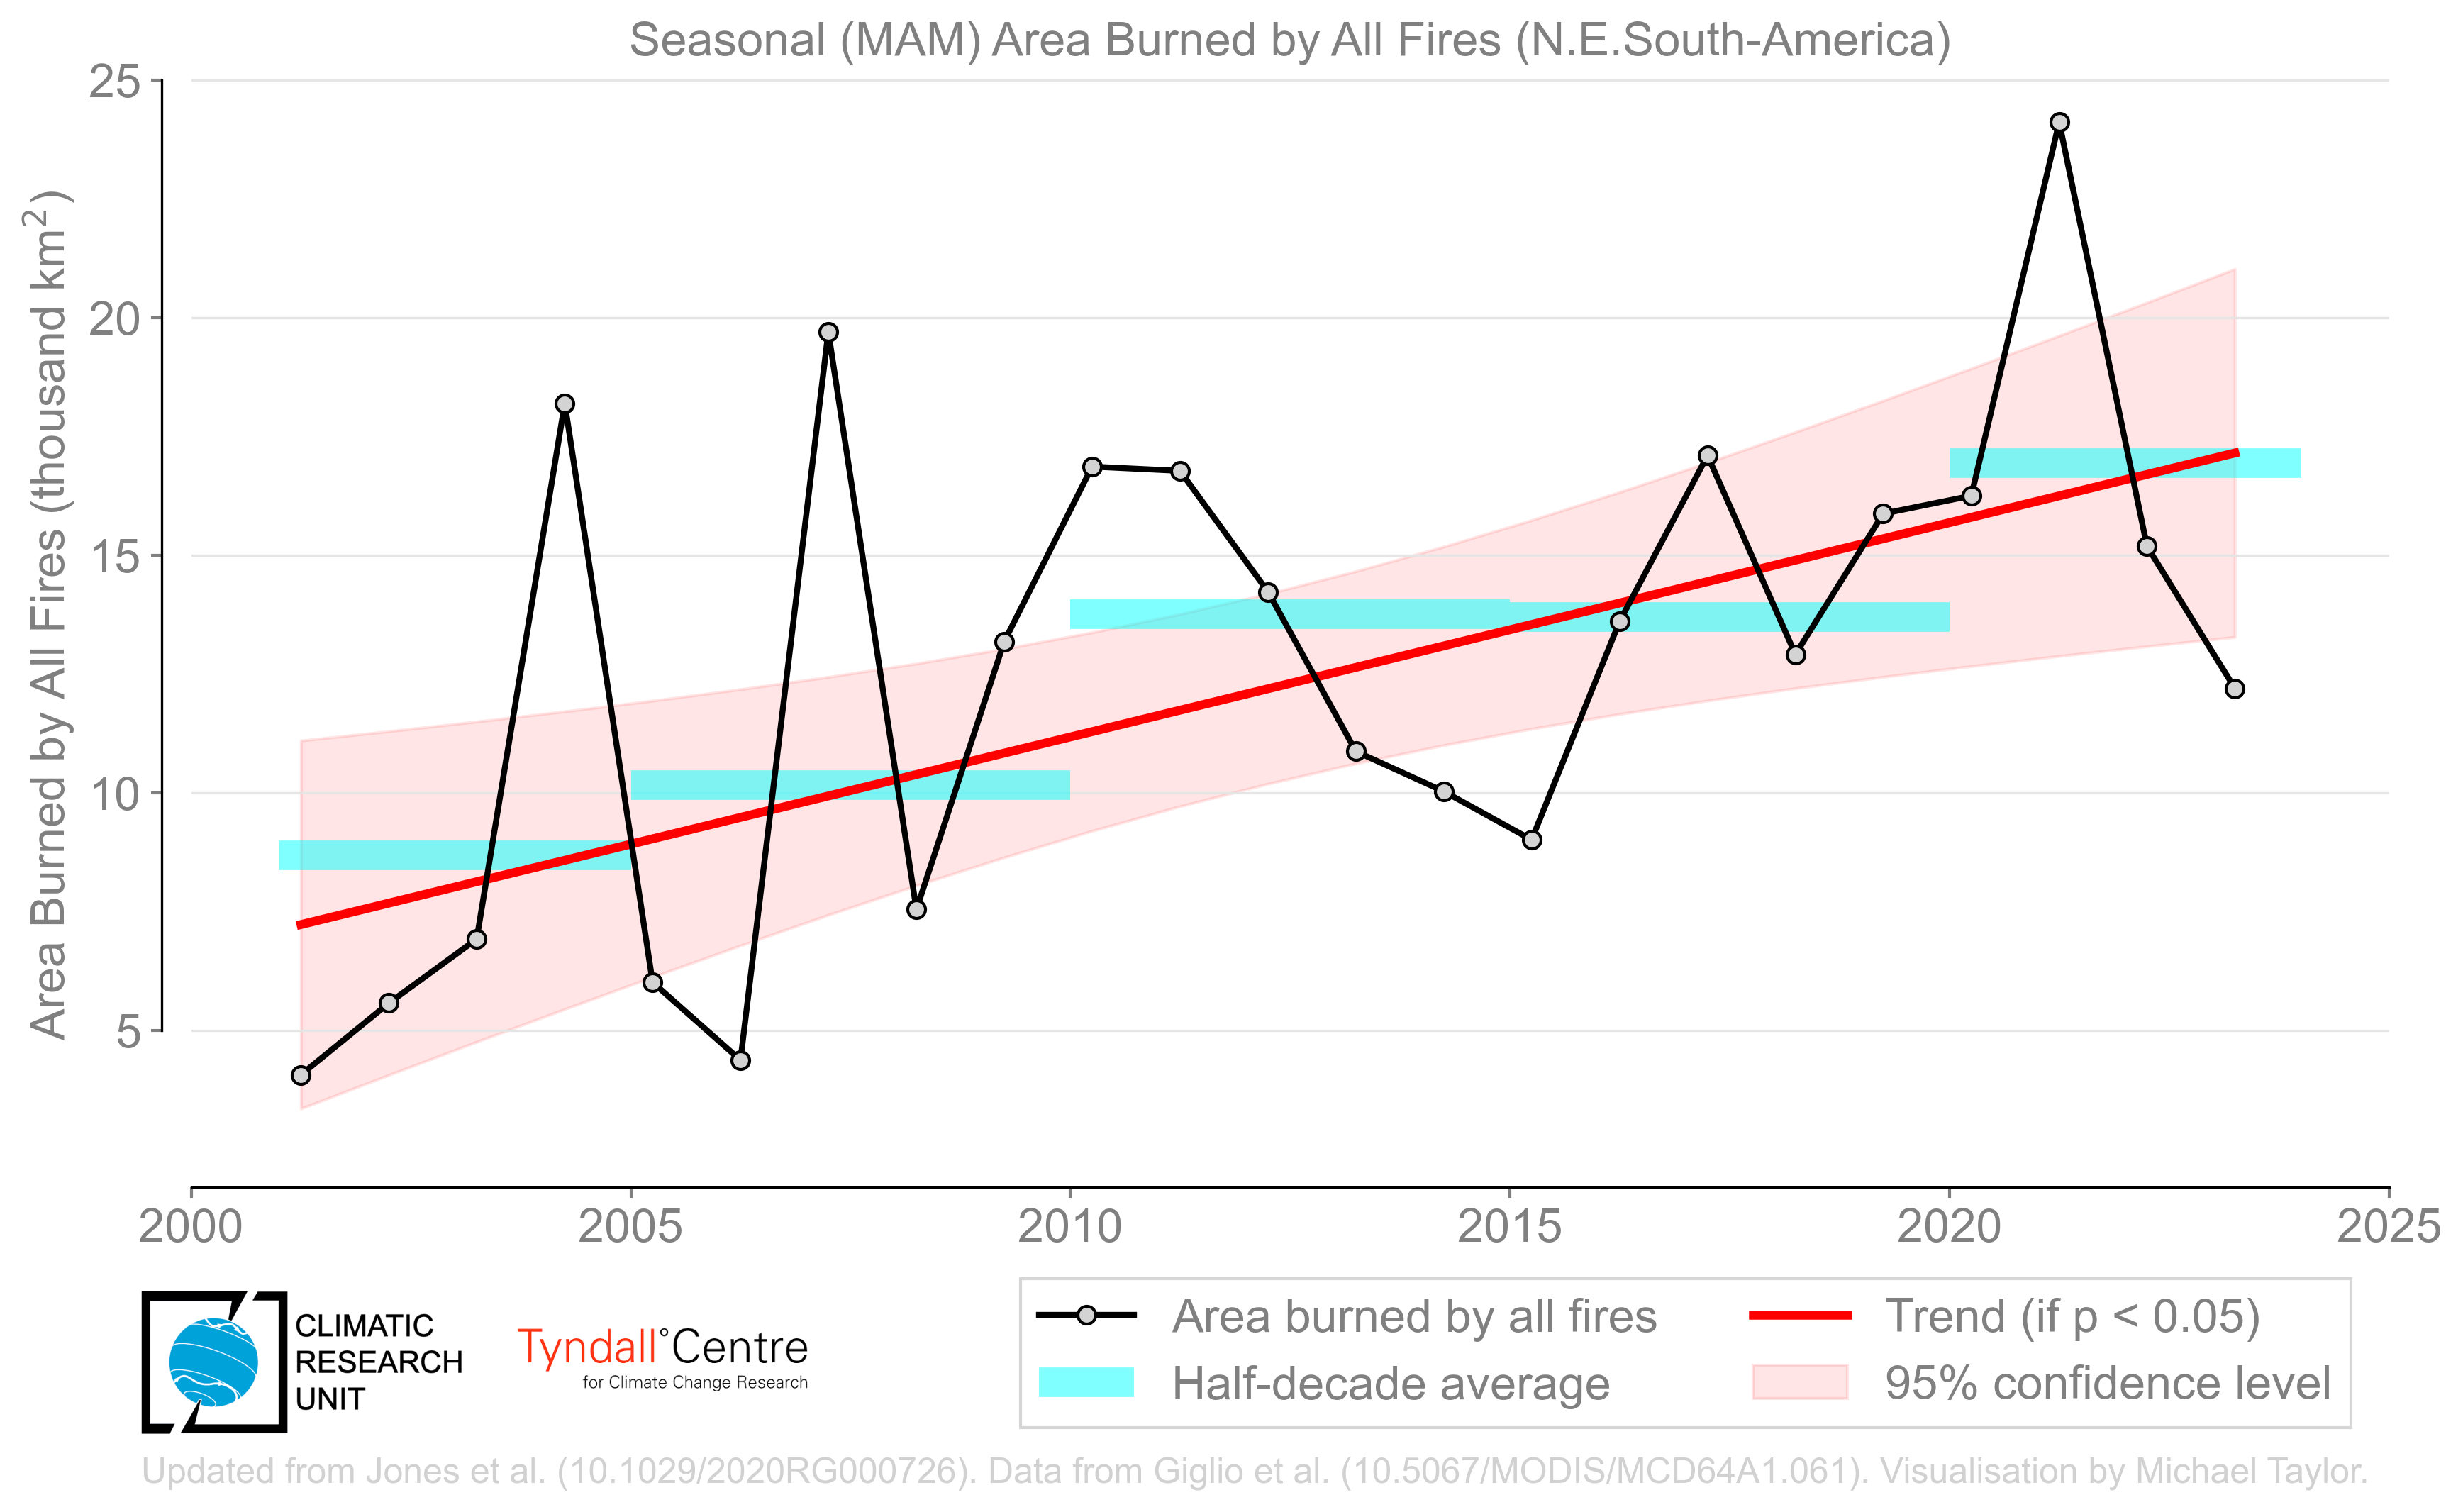 Seasonal (MAM) Area Burned by All Fires (N.E.South-America)
Area Burned by All Fires (thousand km²)
25
20
15
10
5
2000 2005 2010 2015 2020 2025
CLIMATIC
RESEARCH
UNIT
Tyndall°Centre
for Climate Change Research
Area burned by all fires
Half-decade average
Trend (if p < 0.05)
95% confidence level
Updated from Jones et al. (10.1029/2020RG000726). Data from Giglio et al. (10.5067/MODIS/MCD64A1.061). Visualisation by Michael Taylor.